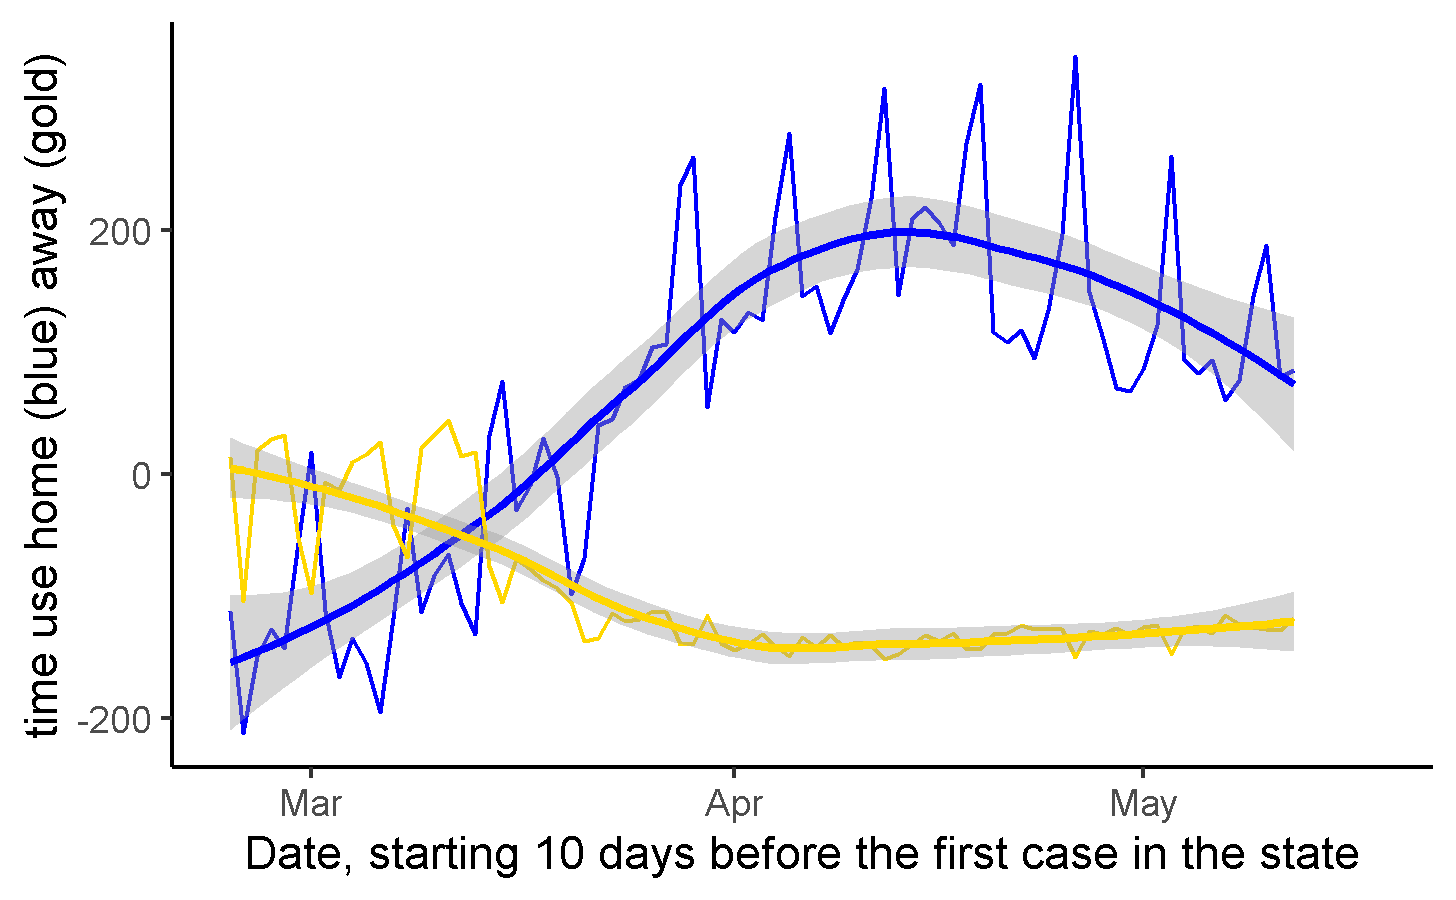 time use home (blue) away (gold)
200
0
-200
Mar
Apr
May
Date, starting 10 days before the first case in the state